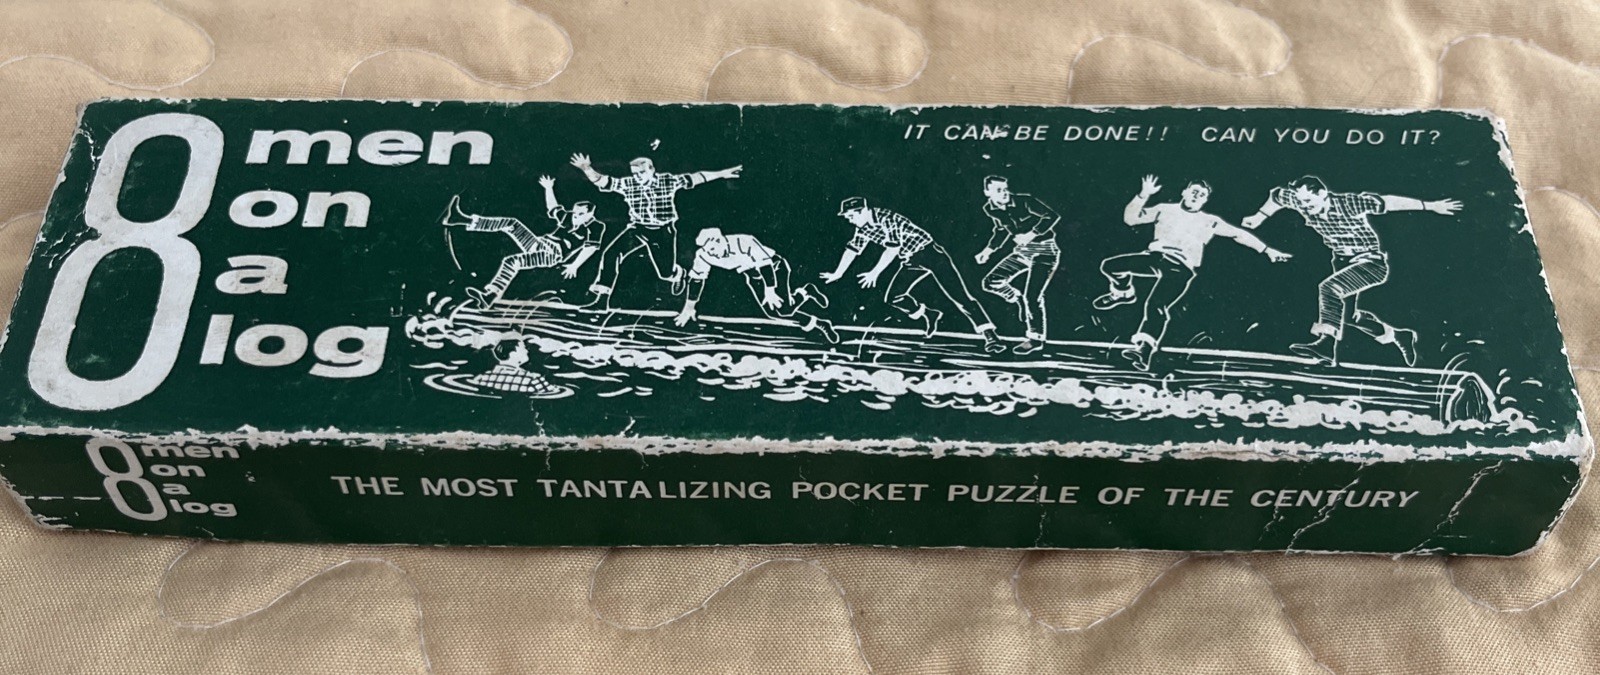 8 men
on
a
log
IT CAN BE DONE!! CAN YOU DO IT?
8 men
on
a
log
THE MOST TANTALIZING POCKET PUZZLE OF THE CENTURY